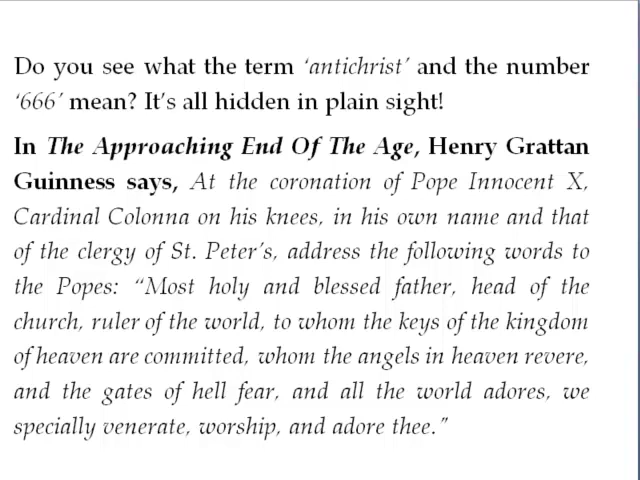 Do you see what the term ‘antichrist’ and the number
‘666’ mean? It’s all hidden in plain sight!
In The Approaching End Of The Age, Henry Grattan
Guinness says, At the coronation of Pope Innocent X,
Cardinal Colonna on his knees, in his own name and that
of the clergy of St. Peter’s, address the following words to
the Popes: “Most holy and blessed father, head of the
church, ruler of the world, to whom the keys of the kingdom
of heaven are committed, whom the angels in heaven revere,
and the gates of hell fear, and all the world adores, we
specially venerate, worship, and adore thee.”